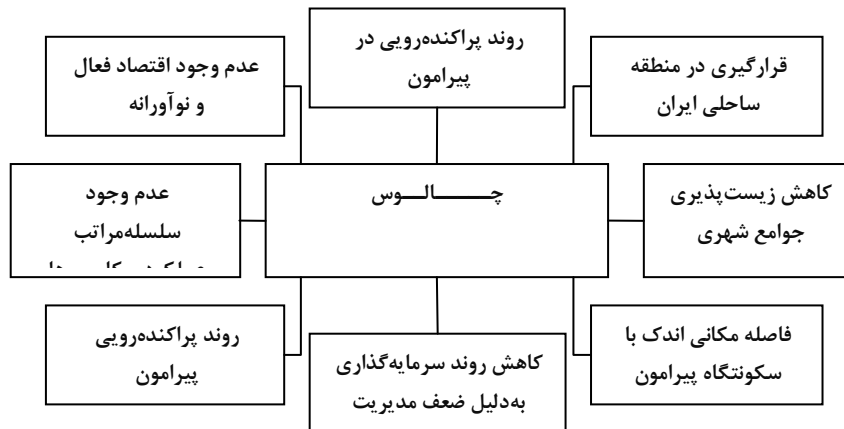 روند پراکنده‌رویی در
پیرامون
قرارگیری در منطقه
ساحلی ایران
عدم وجود اقتصاد فعال
و نوآورانه
کاهش زیست‌پذیری
جوامع شهری
چـــــالـــوس
عدم وجود
سلسله‌مراتب
فاصله مکانی اندک با
سکونتگاه پیرامون
کاهش روند سرمایه‌گذاری
به‌دلیل ضعف مدیریت
روند پراکنده‌رویی
پیرامون